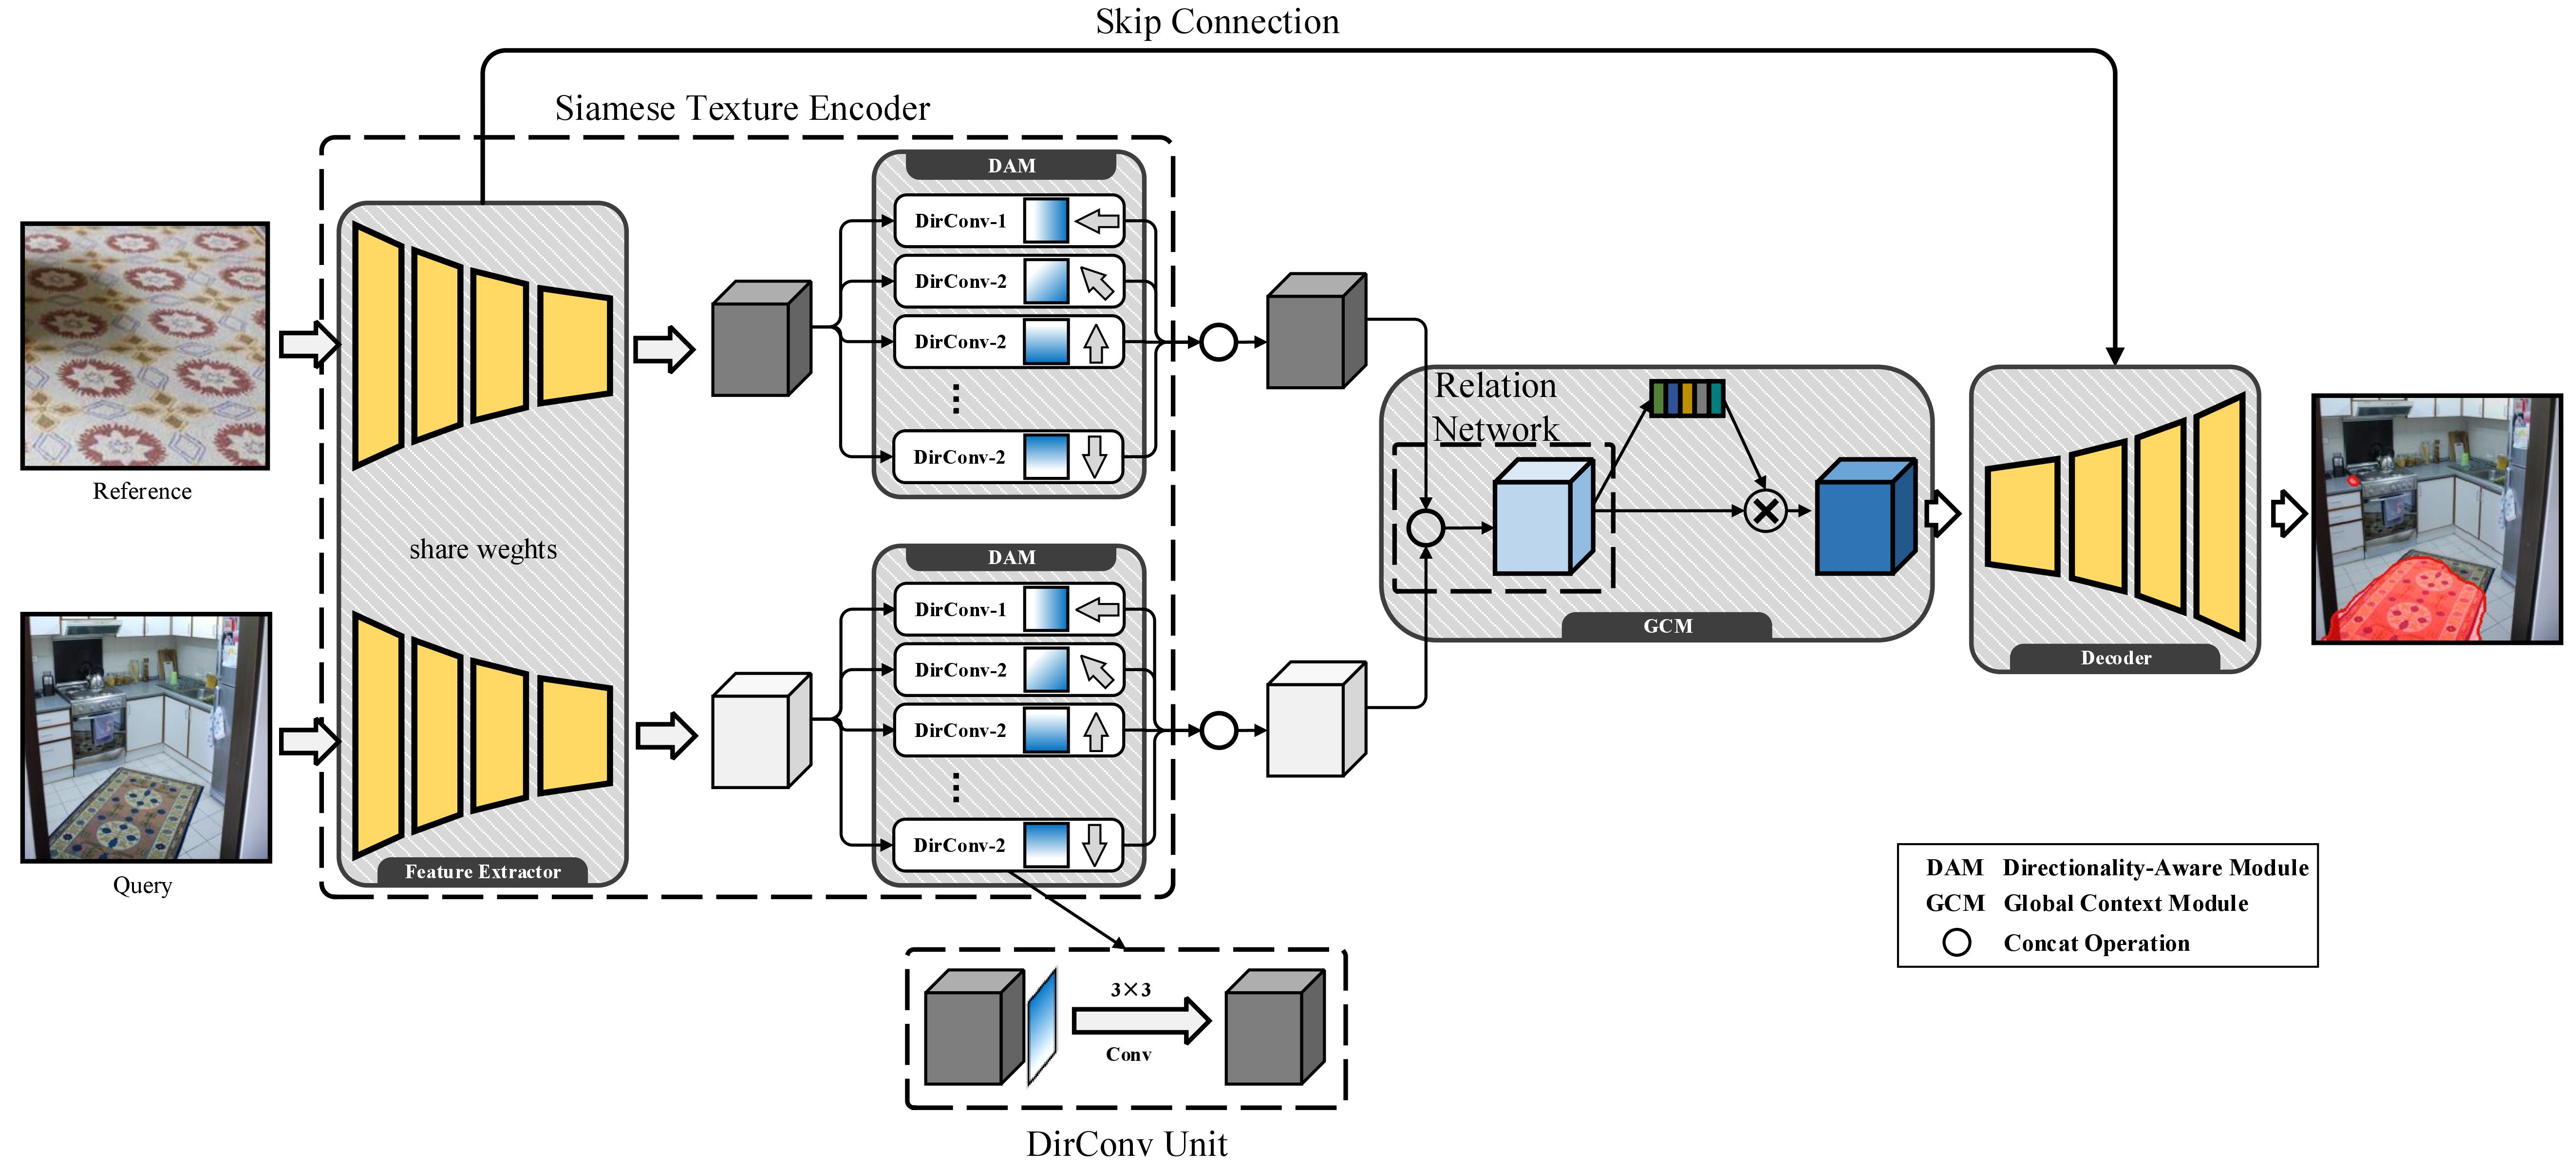 Skip Connection
Siamese Texture Encoder
DAM
DirConv-1
DirConv-2
DirConv-2
DirConv-2
Reference
share weghts
Feature Extractor
Query
DAM
DirConv-1
DirConv-2
DirConv-2
DirConv-2
Relation
Network
GCM
Decoder
3×3
Conv
DirConv Unit
DAM Directionality-Aware Module
GCM Global Context Module
Concat Operation